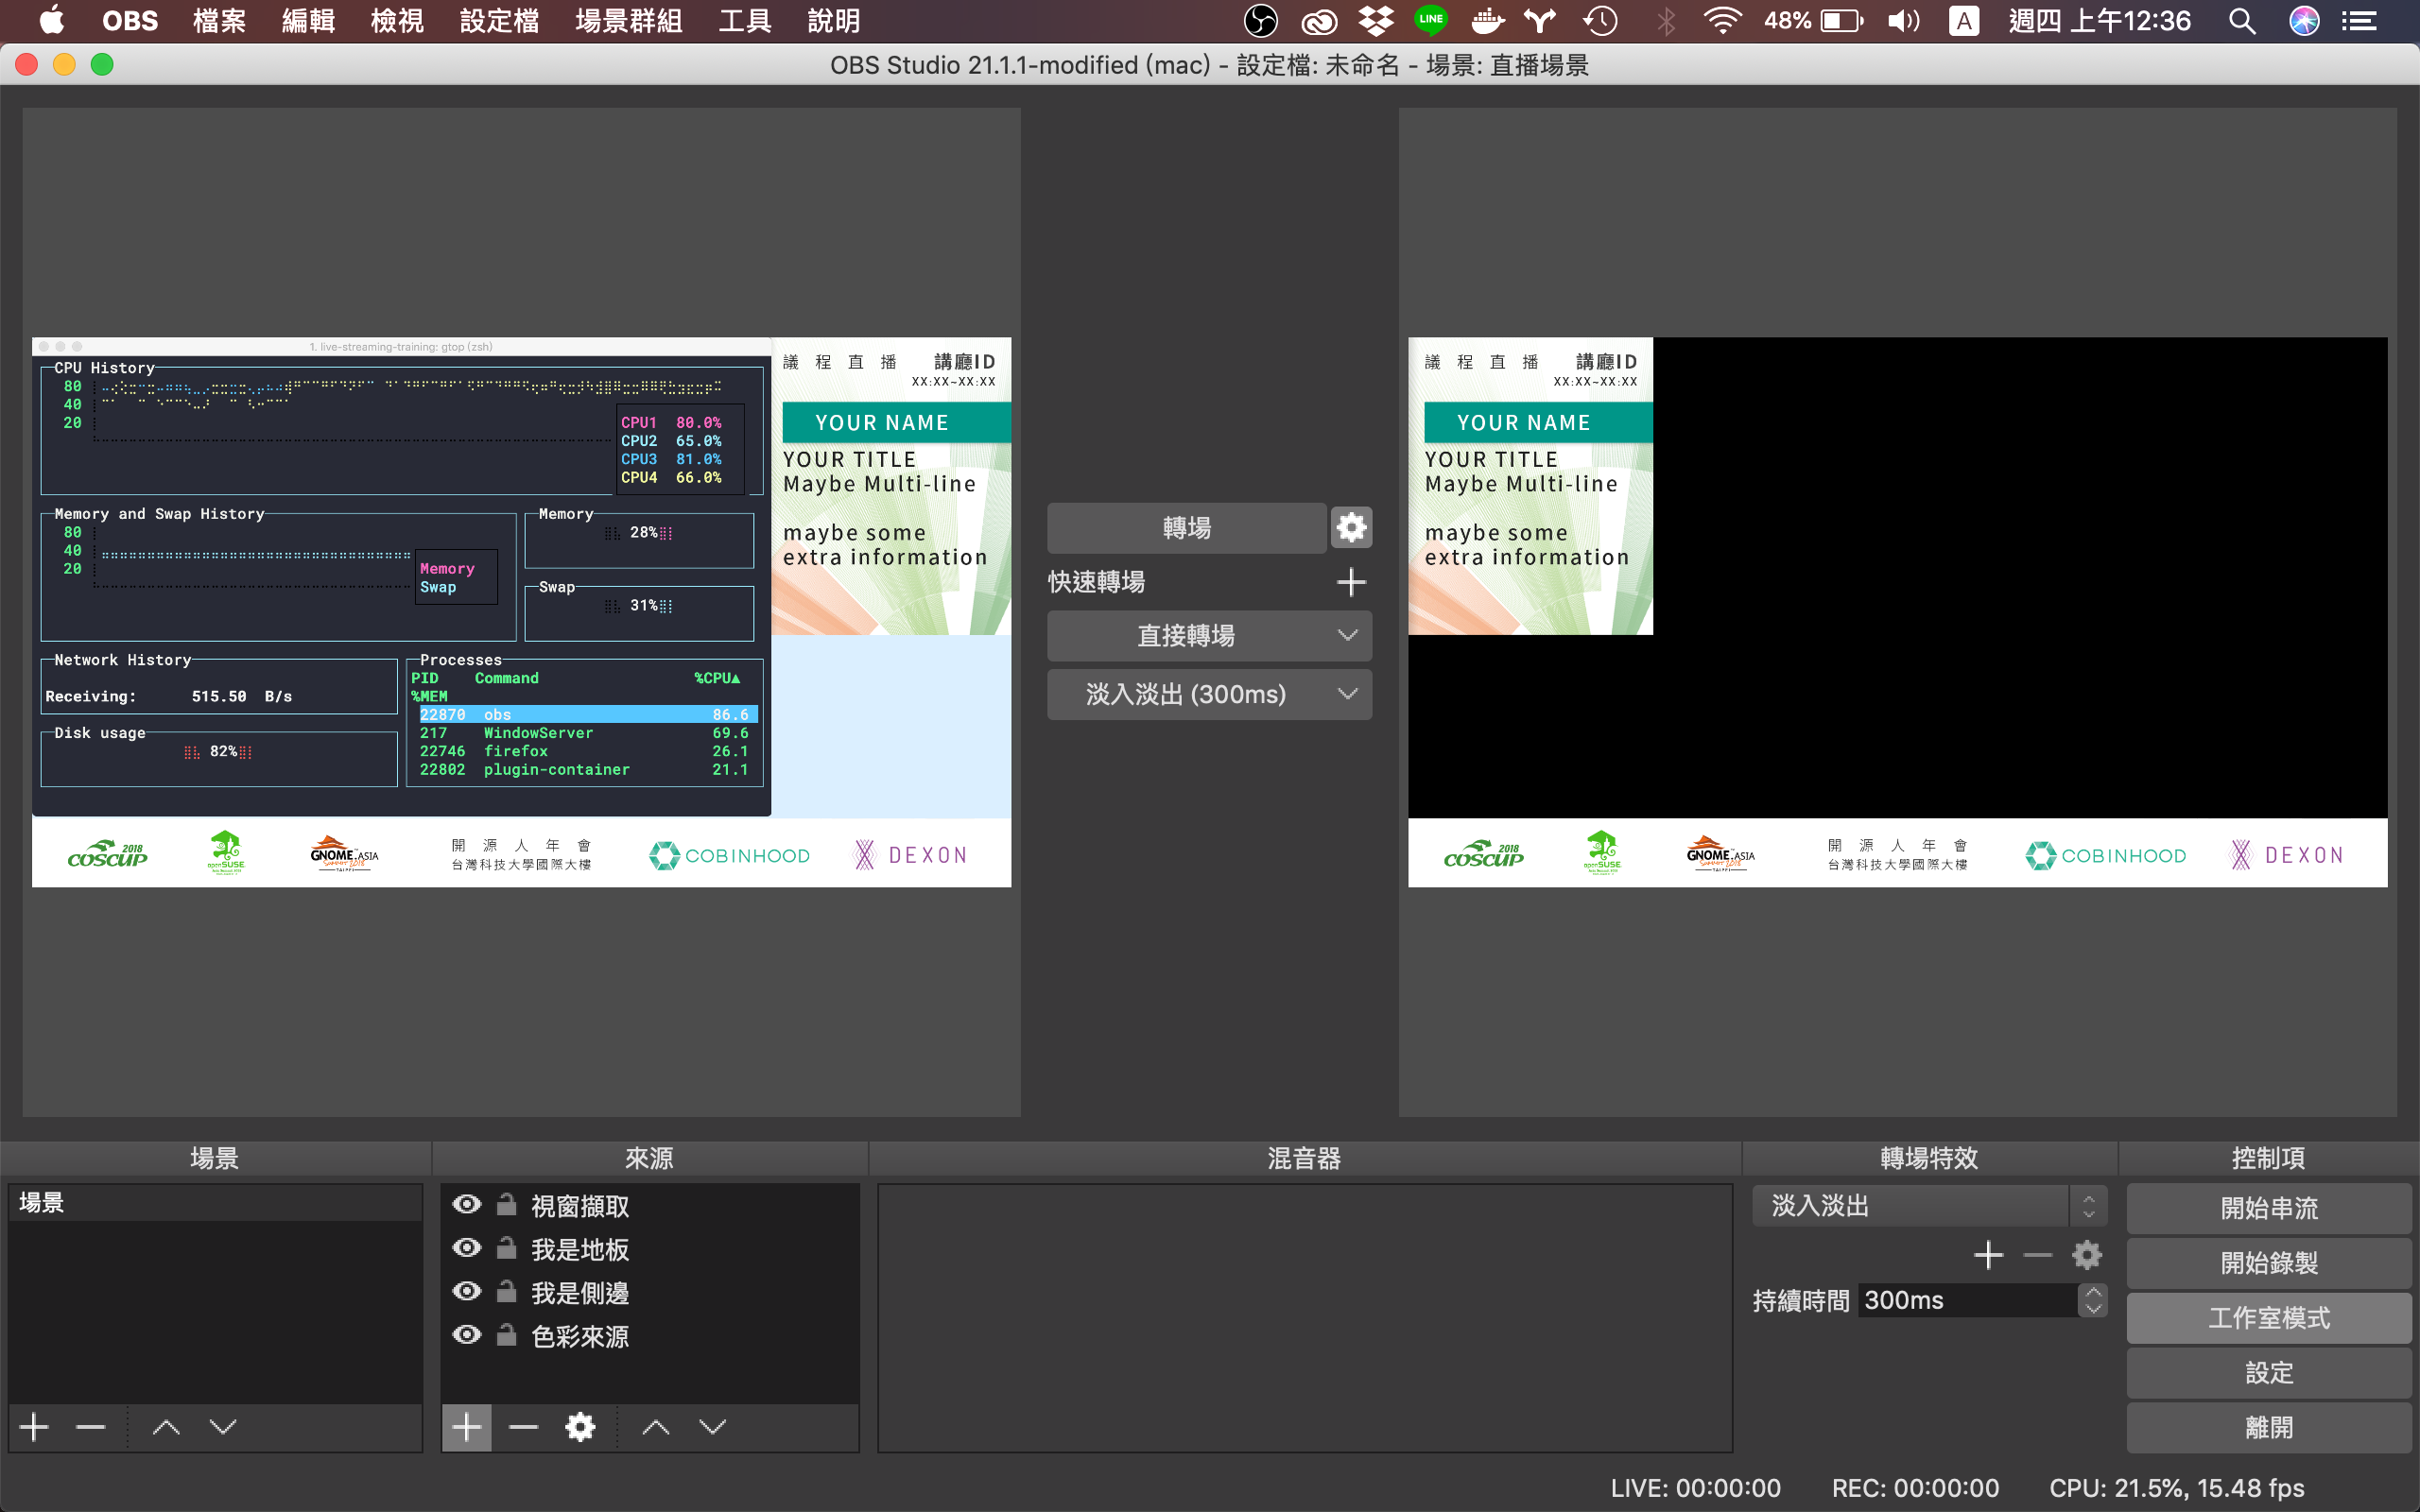 OBS 檔案 編輯 檢視 設定檔 場景群組 工具 說明 LINE 48% A 週四 上午12:36
OBS Studio 21.1.1-modified (mac) - 設定檔: 未命名 - 場景: 直播場景
1. live-streaming-training: gtop (zsh)
CPU History
80
40
20
CPU1 80.0%
CPU2 65.0%
CPU3 81.0%
CPU4 66.0%
Memory and Swap History
80
40
20
Memory
Swap
Memory
28%
Swap
31%
Network History
Receiving: 515.50 B/s
Disk usage
82%
Processes
PID Command %CPU▲
%MEM
22870 obs 86.6
217 WindowServer 69.6
22746 firefox 26.1
22802 plugin-container 21.1
議程直播 講廳ID
XX:XX~XX:XX
YOUR NAME
YOUR TITLE
Maybe Multi-line
maybe some
extra information
COSCUP 2018
openSUSE
GNOME.ASIA
Summit 2018
TAIPEI
開源人年會
台灣科技大學國際大樓
COBINHOOD
DEXON
轉場
快速轉場
直接轉場
淡入淡出 (300ms)
議程直播 講廳ID
XX:XX~XX:XX
YOUR NAME
YOUR TITLE
Maybe Multi-line
maybe some
extra information
COSCUP 2018
openSUSE
GNOME.ASIA
Summit 2018
TAIPEI
開源人年會
台灣科技大學國際大樓
COBINHOOD
DEXON
場景
場景
來源
視窗擷取
我是地板
我是側邊
色彩來源
混音器
轉場特效
淡入淡出
持續時間 300ms
控制項
開始串流
開始錄製
工作室模式
設定
離開
LIVE: 00:00:00 REC: 00:00:00 CPU: 21.5%, 15.48 fps